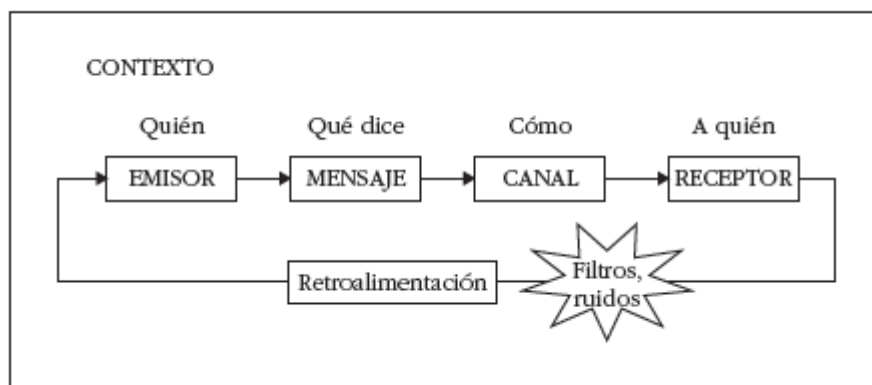 CONTEXTO
Quién Qué dice Cómo A quién
EMISOR MENSAJE CANAL RECEPTOR
Retroalimentación
Filtros,
ruidos